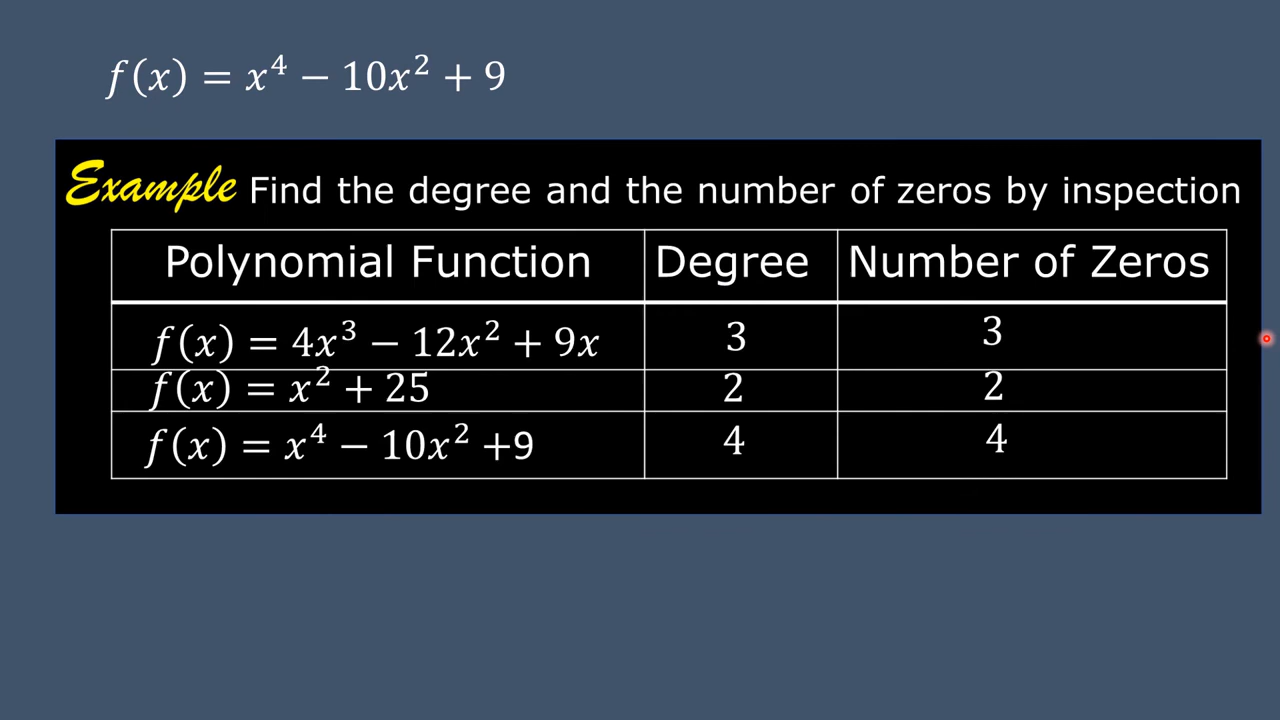 f(x) = x⁴ − 10x² + 9
Example Find the degree and the number of zeros by inspection
Polynomial Function Degree Number of Zeros
f(x) = 4x³ − 12x² + 9x 3 3
f(x) = x² + 25 2 2
f(x) = x⁴ − 10x² +9 4 4